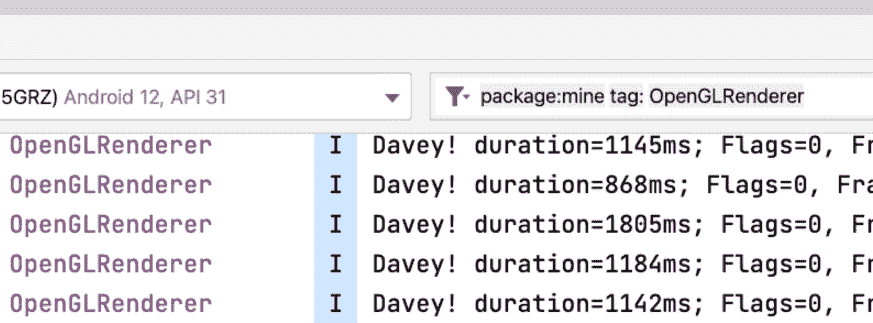 5GRZ) Android 12, API 31 package:mine tag: OpenGLRenderer
OpenGLRenderer I Davey! duration=1145ms; Flags=0, Fr
OpenGLRenderer I Davey! duration=868ms; Flags=0, Fra
OpenGLRenderer I Davey! duration=1805ms; Flags=0, Fr
OpenGLRenderer I Davey! duration=1184ms; Flags=0, Fr
OpenGLRenderer I Davey! duration=1142ms; Flags=0, Fr